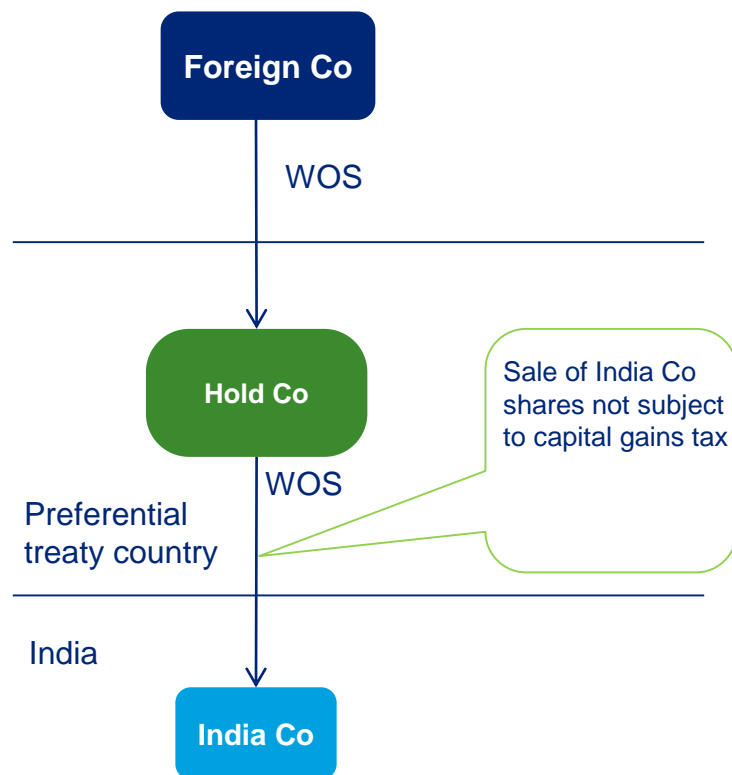 Foreign Co
WOS
Hold Co
Sale of India Co
shares not subject
to capital gains tax
WOS
Preferential
treaty country
India
India Co